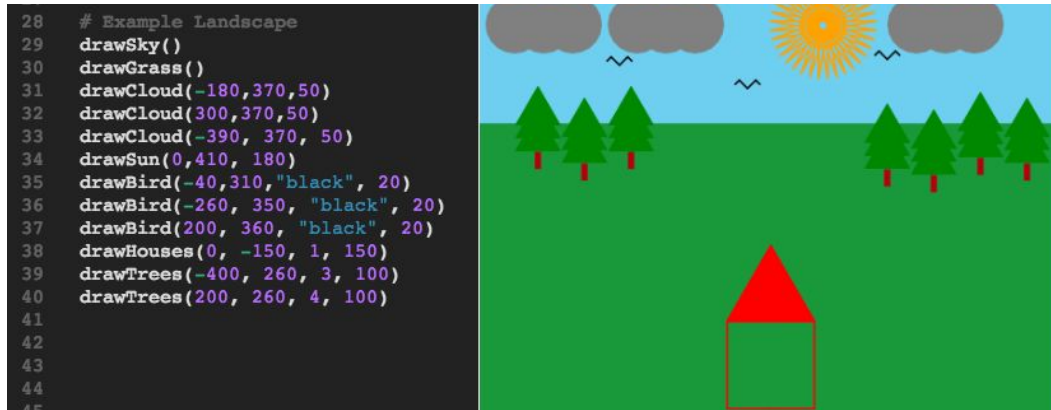 28 # Example Landscape
29 drawSky()
30 drawGrass()
31 drawCloud(-180,370,50)
32 drawCloud(300,370,50)
33 drawCloud(-390, 370, 50)
34 drawSun(0,410, 180)
35 drawBird(-40,310,"black", 20)
36 drawBird(-260, 350, "black", 20)
37 drawBird(200, 360, "black", 20)
38 drawHouses(0, -150, 1, 150)
39 drawTrees(-400, 260, 3, 100)
40 drawTrees(200, 260, 4, 100)
41
42
43
44